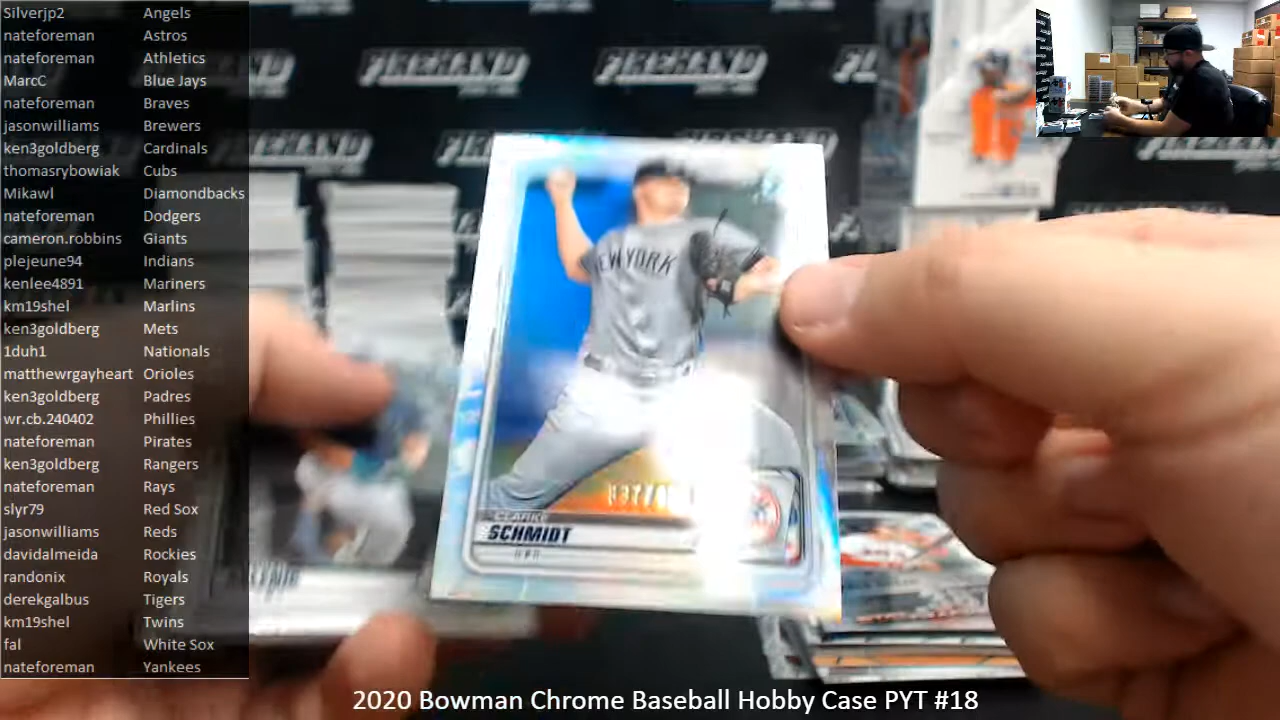 Silverjp2 Angels
nateforeman Astros
nateforeman Athletics
MarcC Blue Jays
nateforeman Braves
jasonwilliams Brewers
ken3goldberg Cardinals
thomasrybowiak Cubs
Mikawl Diamondbacks
nateforeman Dodgers
cameron.robbins Giants
plejeune94 Indians
kenlee4891 Mariners
km19shel Marlins
ken3goldberg Mets
1duh1 Nationals
matthewrgayheart Orioles
ken3goldberg Padres
wr.cb.240402 Phillies
nateforeman Pirates
ken3goldberg Rangers
nateforeman Rays
slyr79 Red Sox
jasonwilliams Reds
davidalmeida Rockies
randonix Royals
derekgalbus Tigers
km19shel Twins
fal White Sox
nateforeman Yankees
FIREHAND FIREHAND
NEW YORK
CLARKE
SCHMIDT
2020 Bowman Chrome Baseball Hobby Case PYT #18